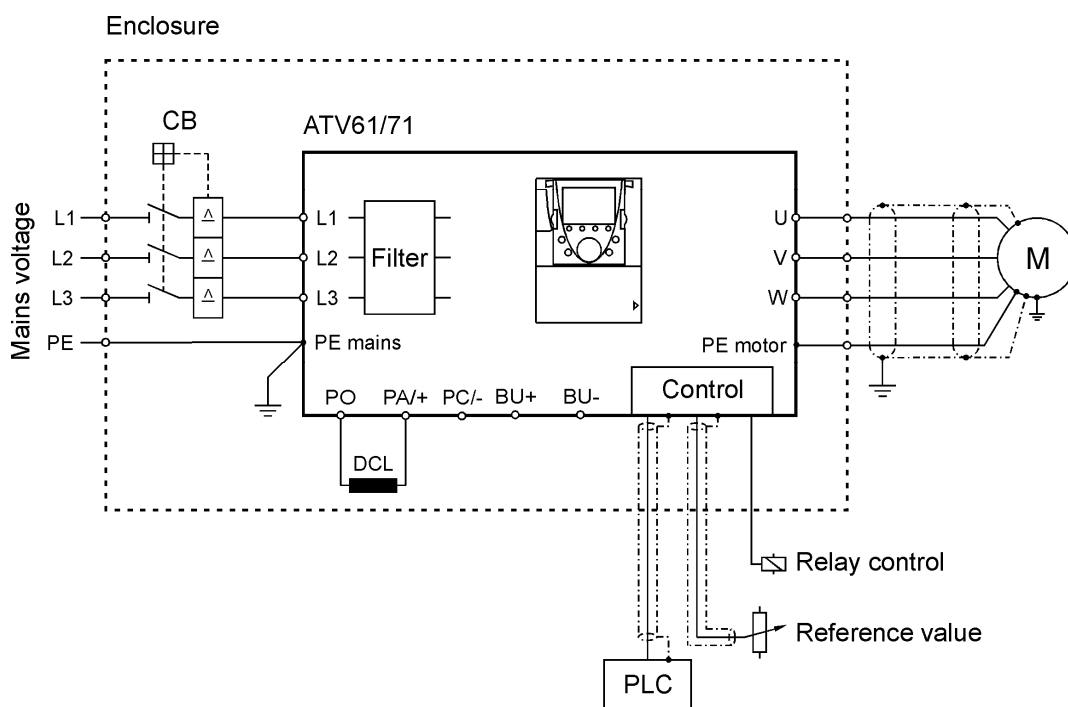 Enclosure
CB
ATV61/71
Mains voltage
L1
L2
L3
PE
L1
L2
L3
PE mains
Filter
U
V
W
PE motor
M
PO
PA/+
PC/-
BU+
BU-
Control
DCL
Relay control
Reference value
PLC